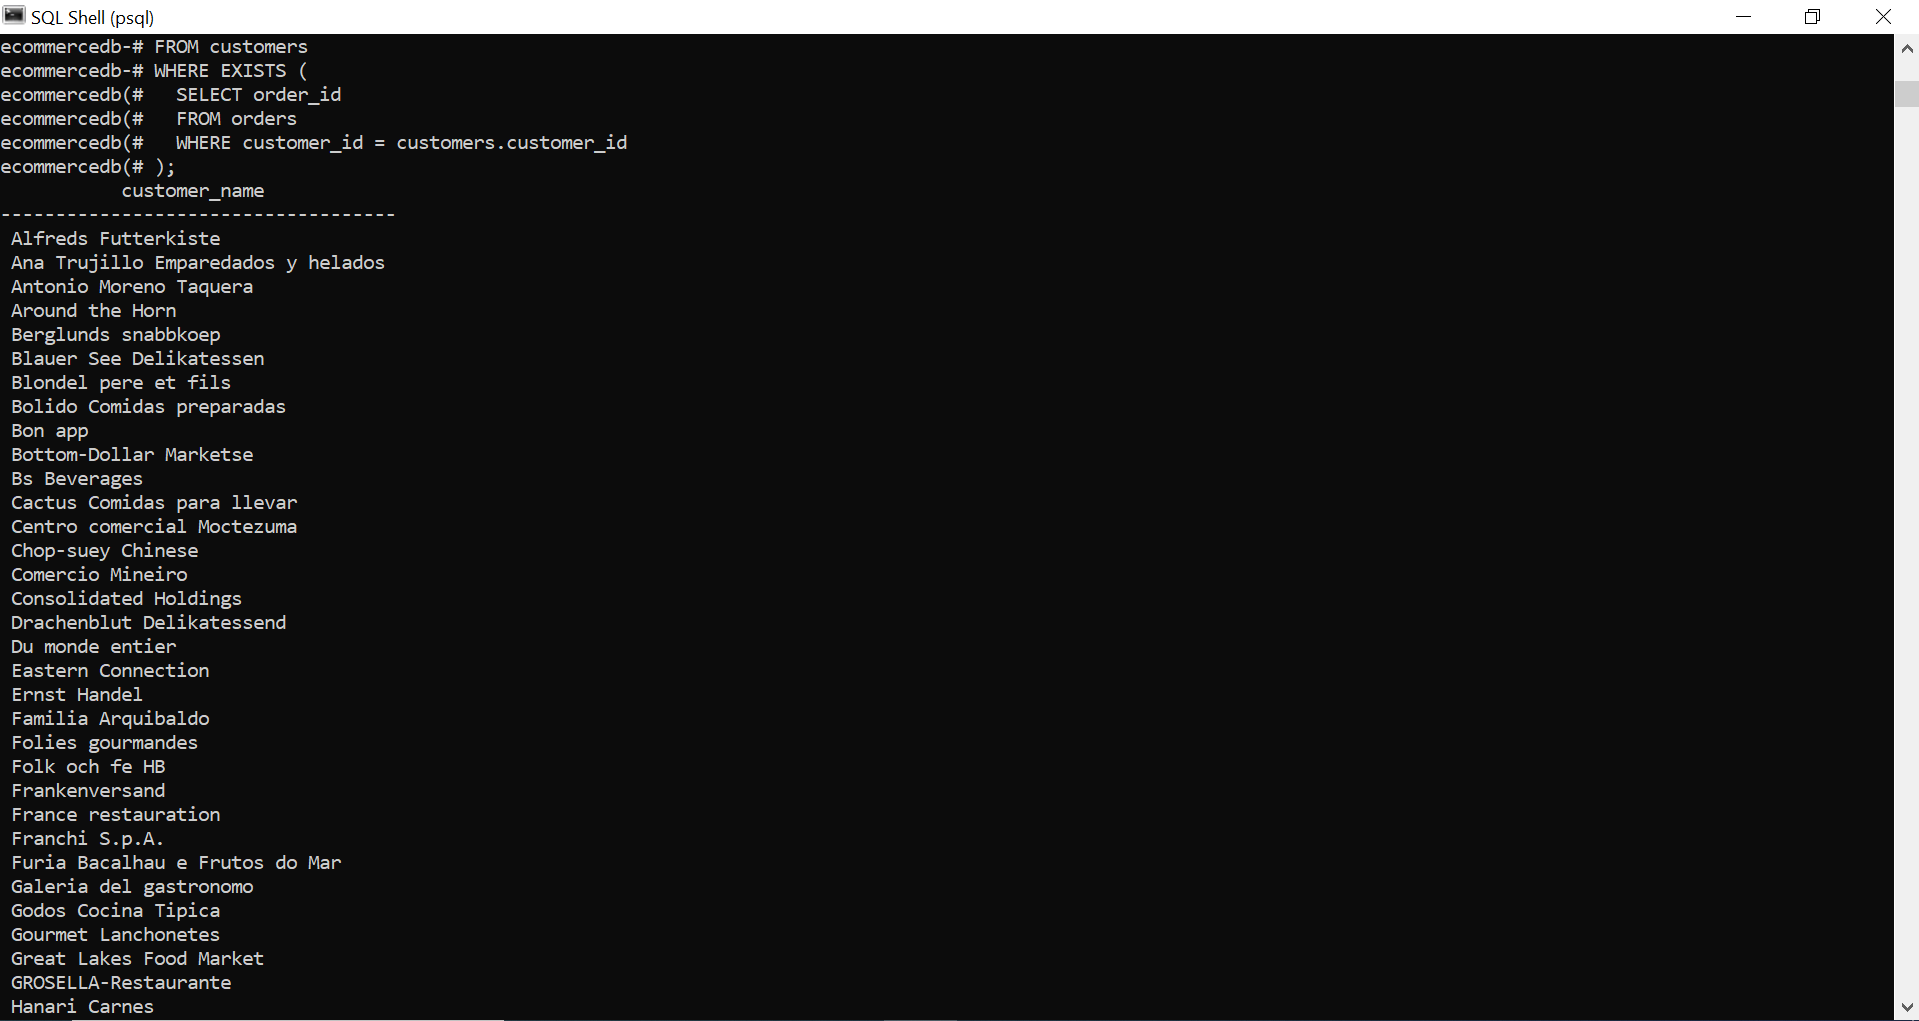 SQL Shell (psql)
ecommercedb-# FROM customers
ecommercedb-# WHERE EXISTS (
ecommercedb(#   SELECT order_id
ecommercedb(#   FROM orders
ecommercedb(#   WHERE customer_id = customers.customer_id
ecommercedb(# );
           customer_name
------------------------------------
 Alfreds Futterkiste
 Ana Trujillo Emparedados y helados
 Antonio Moreno Taquera
 Around the Horn
 Berglunds snabbkoep
 Blauer See Delikatessen
 Blondel pere et fils
 Bolido Comidas preparadas
 Bon app
 Bottom-Dollar Marketse
 Bs Beverages
 Cactus Comidas para llevar
 Centro comercial Moctezuma
 Chop-suey Chinese
 Comercio Mineiro
 Consolidated Holdings
 Drachenblut Delikatessend
 Du monde entier
 Eastern Connection
 Ernst Handel
 Familia Arquibaldo
 Folies gourmandes
 Folk och fe HB
 Frankenversand
 France restauration
 Franchi S.p.A.
 Furia Bacalhau e Frutos do Mar
 Galeria del gastronomo
 Godos Cocina Tipica
 Gourmet Lanchonetes
 Great Lakes Food Market
 GROSELLA-Restaurante
 Hanari Carnes